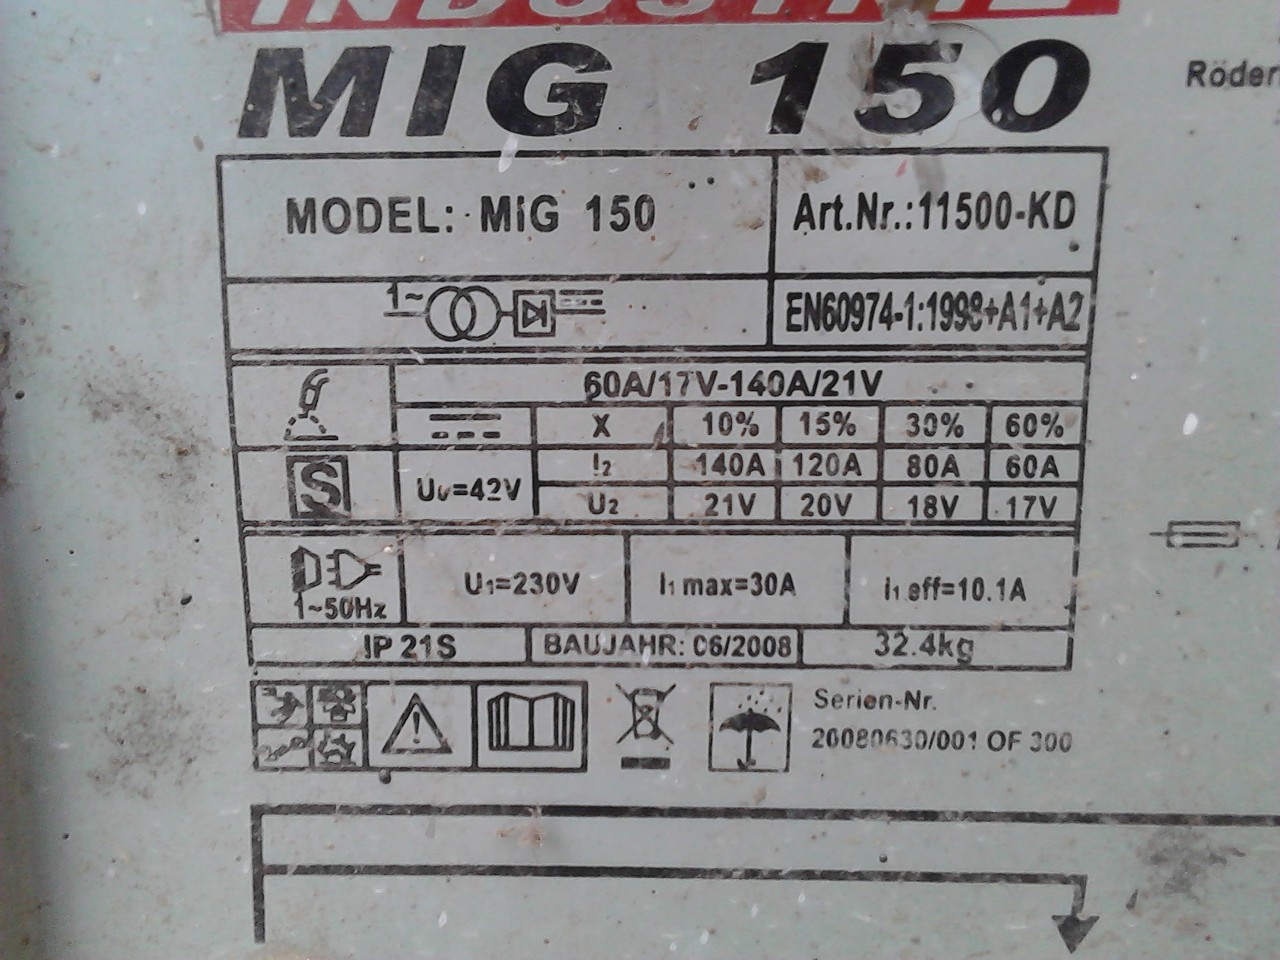 INDUSTRIE
MIG 150
Röder
MODEL: MIG 150
Art.Nr.:11500-KD
1~
EN60974-1:1998+A1+A2
60A/17V-140A/21V
X 10% 15% 30% 60%
S
U₀=42V
I₂ 140A 120A 80A 60A
U₂ 21V 20V 18V 17V
1~50Hz
U₁=230V
I₁ max=30A
I₁ eff=10.1A
IP 21S
BAUJAHR: 06/2008
32.4kg
Serien-Nr.
20080630/001 OF 300